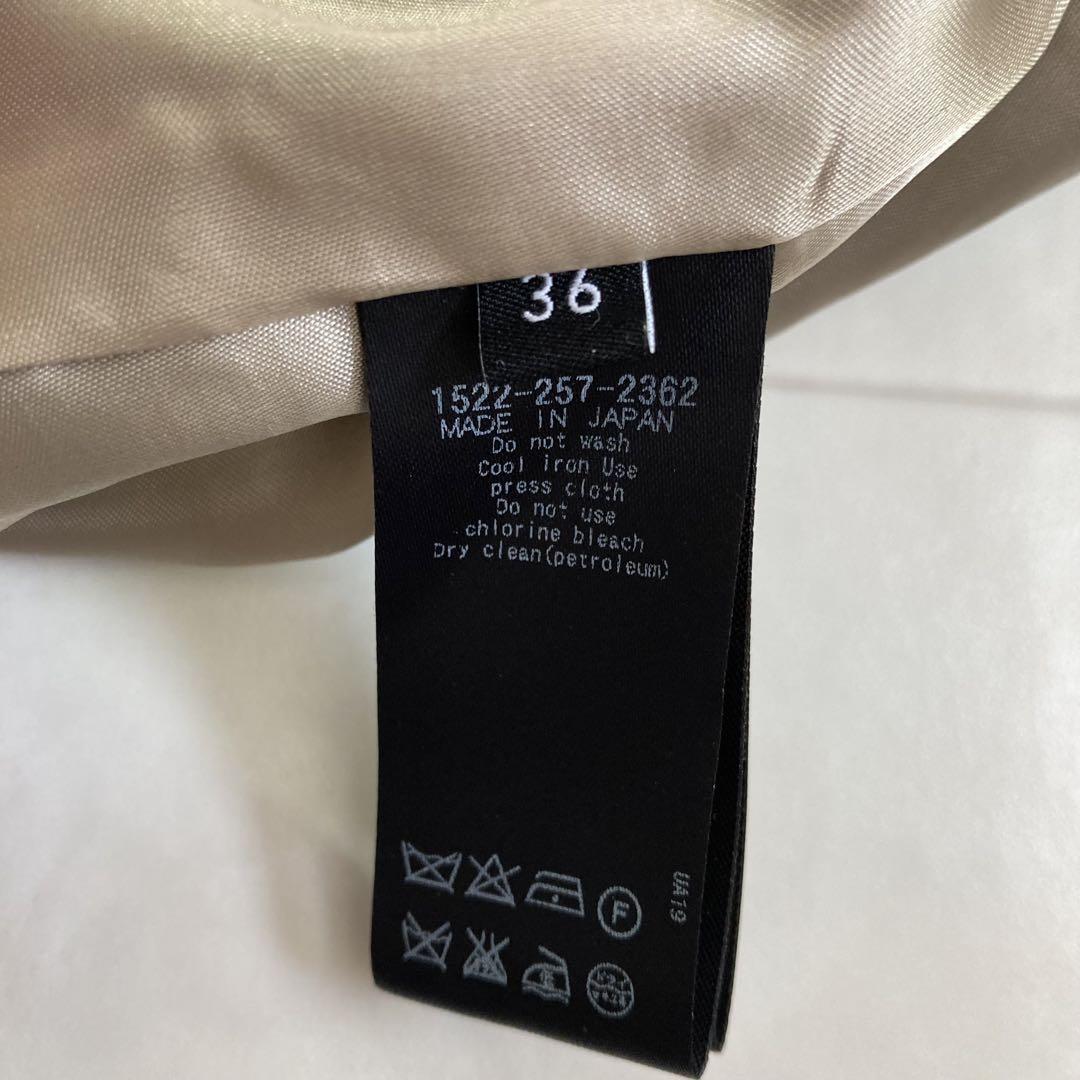 36
1522-257-2362
MADE IN JAPAN
Do not wash
Cool iron Use
press cloth
Do not use
chlorine bleach
Dry clean(petroleum)
UA19
F